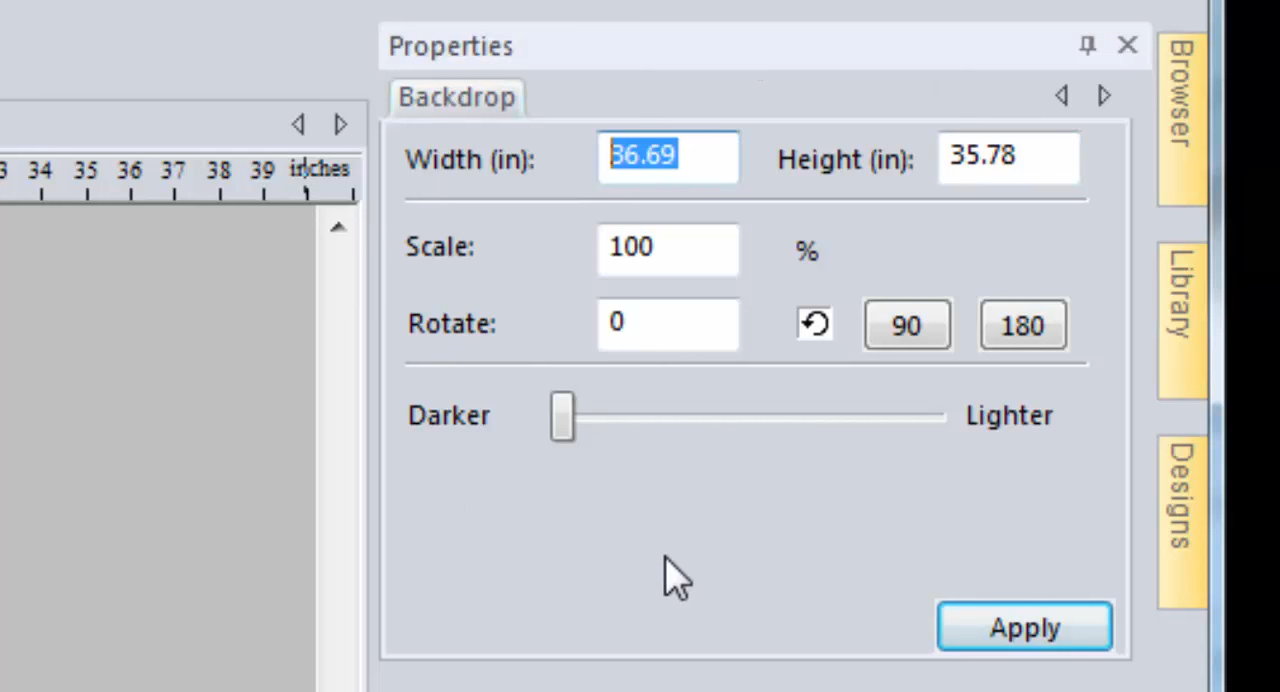 Properties
Backdrop
34 35 36 37 38 39 inches
Width (in): 36.69 Height (in): 35.78
Scale: 100 %
Rotate: 0 90 180
Darker Lighter
Apply
Browser
Library
Designs